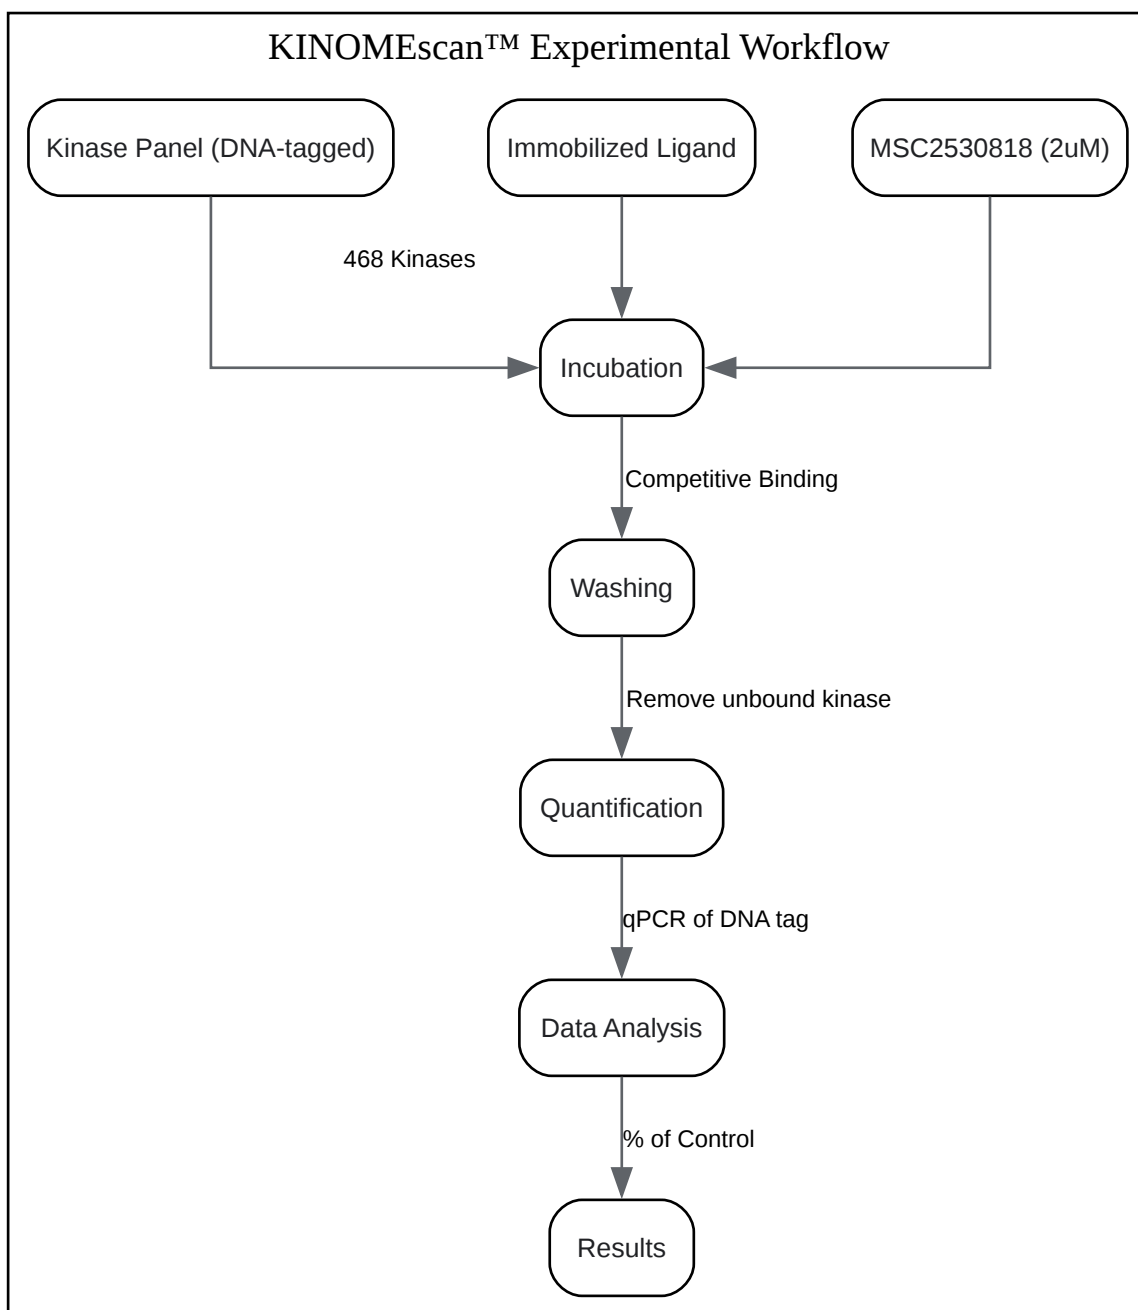 KINOMEscan™ Experimental Workflow
Kinase Panel (DNA-tagged)
Immobilized Ligand
MSC2530818 (2uM)
468 Kinases
Incubation
Competitive Binding
Washing
Remove unbound kinase
Quantification
qPCR of DNA tag
Data Analysis
% of Control
Results